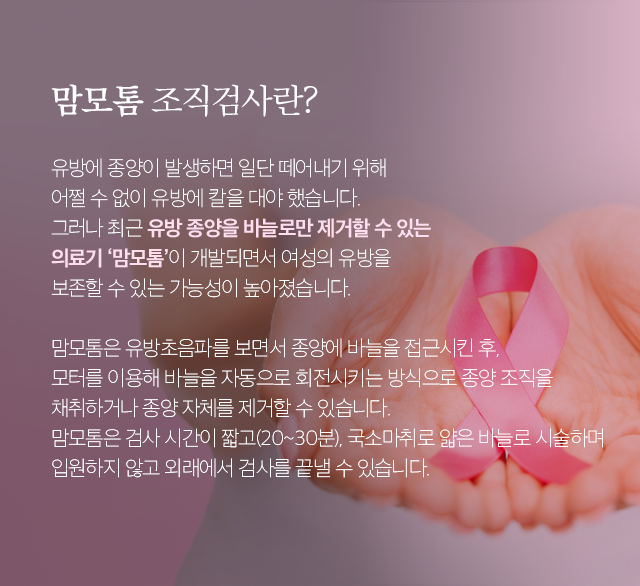 맘모톰 조직검사란?
유방에 종양이 발생하면 일단 떼어내기 위해
어쩔 수 없이 유방에 칼을 대야 했습니다.
그러나 최근 유방 종양을 바늘로만 제거할 수 있는
의료기 ‘맘모톰’이 개발되면서 여성의 유방을
보존할 수 있는 가능성이 높아졌습니다.
맘모톰은 유방초음파를 보면서 종양에 바늘을 접근시킨 후,
모터를 이용해 바늘을 자동으로 회전시키는 방식으로 종양 조직을
채취하거나 종양 자체를 제거할 수 있습니다.
맘모톰은 검사 시간이 짧고(20~30분), 국소마취로 얇은 바늘로 시술하며
입원하지 않고 외래에서 검사를 끝낼 수 있습니다.